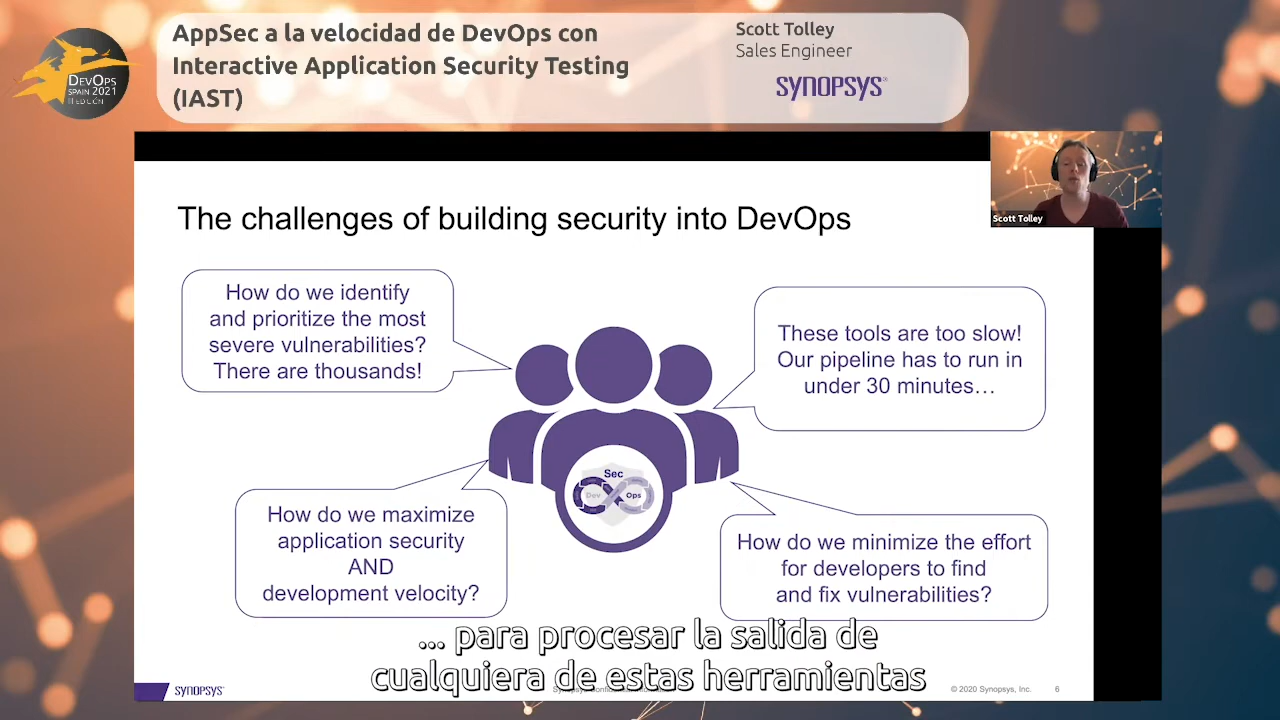 AppSec a la velocidad de DevOps con
Interactive Application Security Testing
(IAST)
Scott Tolley
Sales Engineer
SYNOPSYS®
DEVOPS
SPAIN 2021
II EDICIÓN
Scott Tolley
The challenges of building security into DevOps
How do we identify
and prioritize the most
severe vulnerabilities?
There are thousands!
These tools are too slow!
Our pipeline has to run in
under 30 minutes…
Sec
Dev
Ops
How do we maximize
application security
AND
development velocity?
How do we minimize the effort
for developers to find
and fix vulnerabilities?
... para procesar la salida de
cualquiera de estas herramientas
SYNOPSYS®
© 2020 Synopsys, Inc.
6